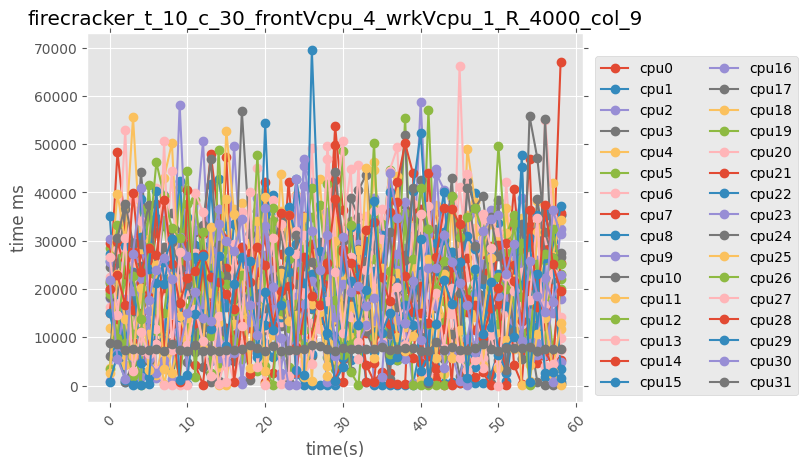 firecracker_t_10_c_30_frontVcpu_4_wrkVcpu_1_R_4000_col_9
time ms
70000
60000
50000
40000
30000
20000
10000
0
0
10
20
30
40
50
60
time(s)
cpu0
cpu1
cpu2
cpu3
cpu4
cpu5
cpu6
cpu7
cpu8
cpu9
cpu10
cpu11
cpu12
cpu13
cpu14
cpu15
cpu16
cpu17
cpu18
cpu19
cpu20
cpu21
cpu22
cpu23
cpu24
cpu25
cpu26
cpu27
cpu28
cpu29
cpu30
cpu31